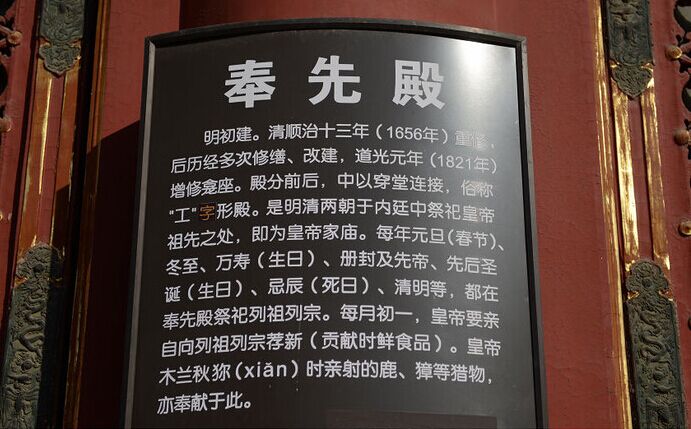 奉先殿
明初建。清顺治十三年（1656年）重修，
后历经多次修缮、改建，道光元年（1821年）
增修龛座。殿分前后，中以穿堂连接，俗称
"工"字形殿。是明清两朝于内廷中祭祀皇帝
祖先之处，即为皇帝家庙。每年元旦(春节)、
冬至、万寿（生日）、册封及先帝、先后圣
诞（生日）、忌辰（死日）、清明等，都在
奉先殿祭祀列祖列宗。每月初一，皇帝要亲
自向列祖列宗荐新（贡献时鲜食品）。皇帝
木兰秋狝(xiǎn）时亲射的鹿、獐等猎物，
亦奉献于此。